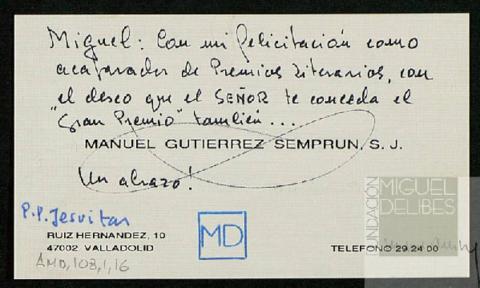 Miguel: Con mi felicitación como
acaparador de Premios Literarios, con
el deseo que el SEÑOR te conceda el
"Gran Premio" también...
MANUEL GUTIERREZ SEMPRUN, S. J.
Un abrazo!
P.P. Jesuitas
RUIZ HERNANDEZ, 10
47002. VALLADOLID
MD
TELEFONO 29 24 00
AMD,108,1,16
FUNDACIÓN
MIGUEL
DELIBES